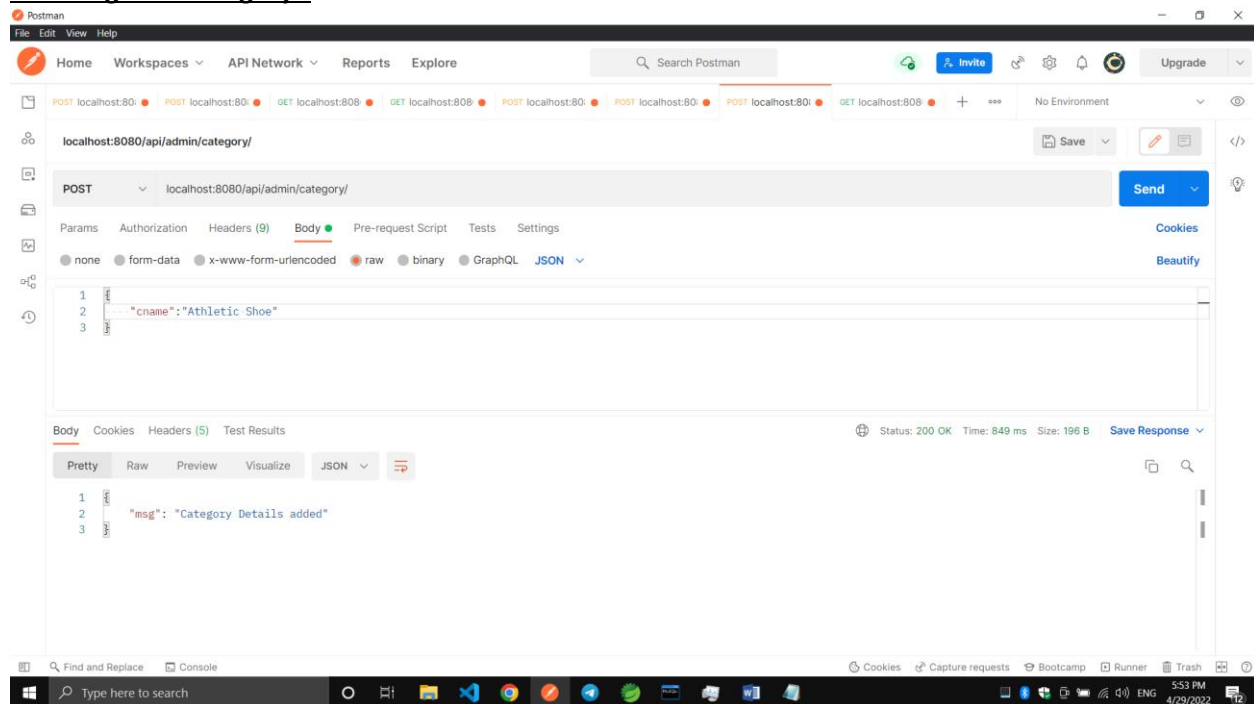 Postman
File Edit View Help
Home Workspaces API Network Reports Explore Search Postman Invite Upgrade
POST localhost:80 POST localhost:80 GET localhost:808 GET localhost:808 POST localhost:80 POST localhost:80 POST localhost:80 GET localhost:808 No Environment
localhost:8080/api/admin/category/ Save
POST localhost:8080/api/admin/category/ Send
Params Authorization Headers (9) Body Pre-request Script Tests Settings Cookies
none form-data x-www-form-urlencoded raw binary GraphQL JSON Beautify
1 {
2 "cname":"Athletic Shoe"
3 }
Body Cookies Headers (5) Test Results Status: 200 OK Time: 849 ms Size: 196 B Save Response
Pretty Raw Preview Visualize JSON
1 {
2 "msg": "Category Details added"
3 }
Find and Replace Console Cookies Capture requests Bootcamp Runner Trash
Type here to search ENG 5:53 PM
4/29/2022 12